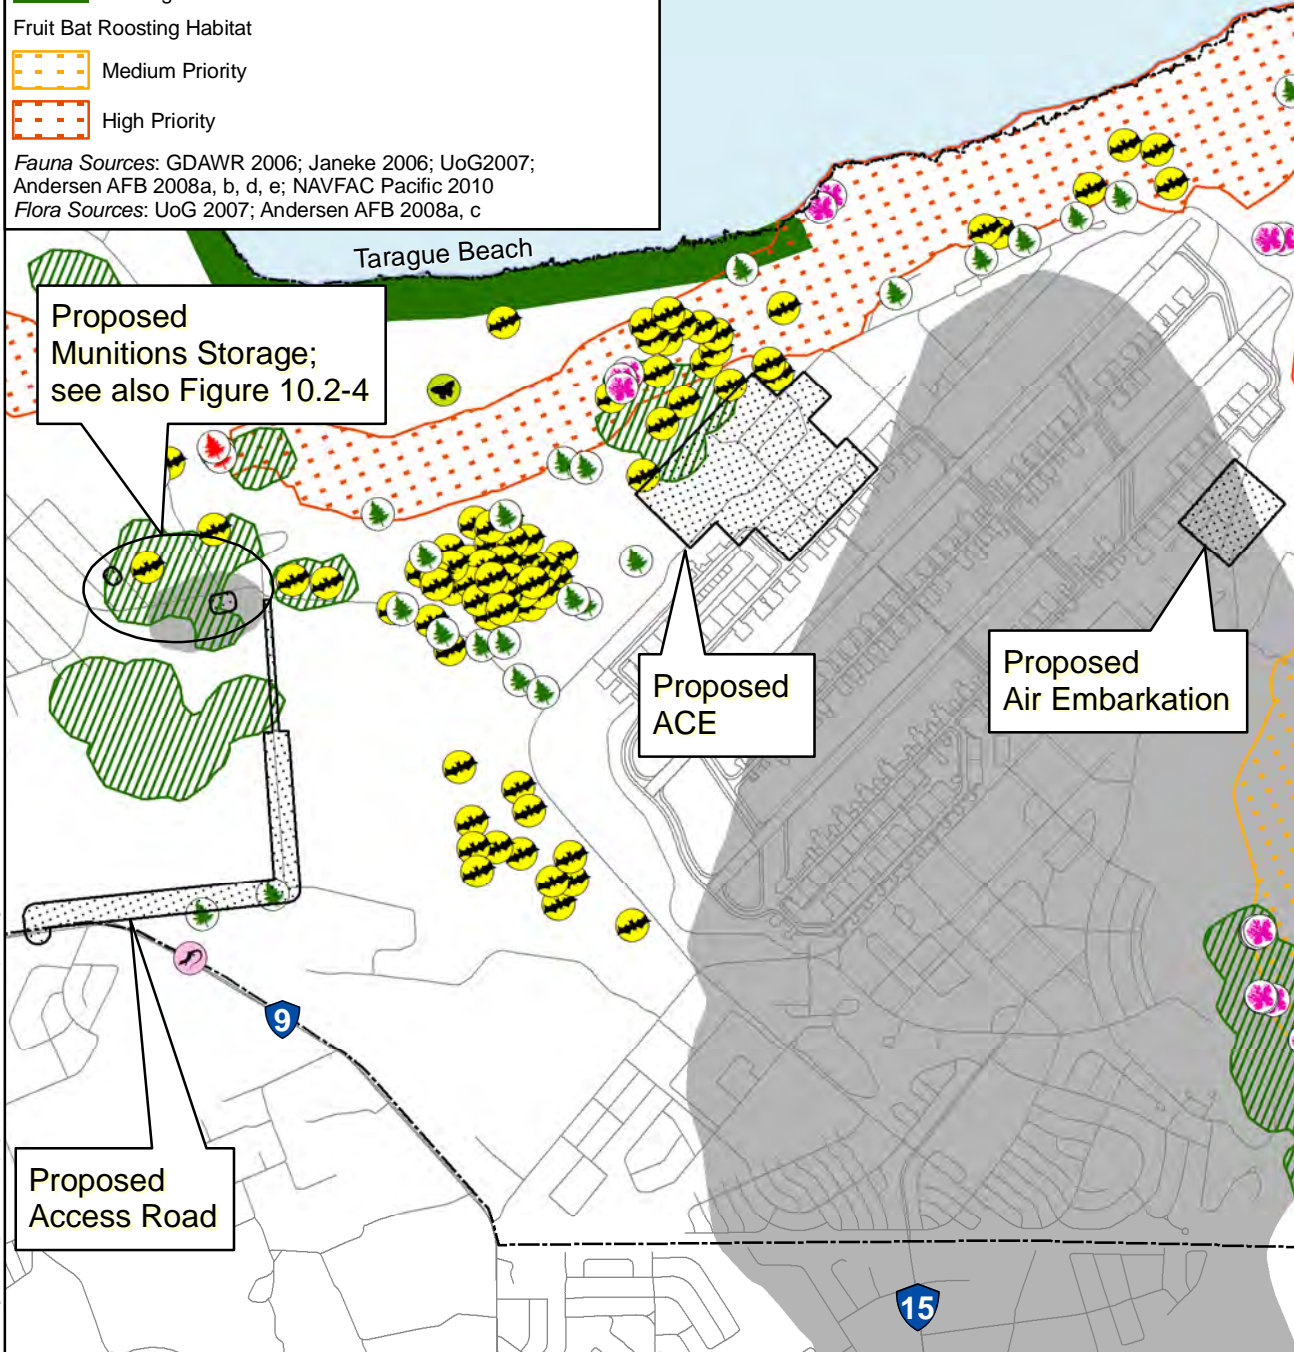 Fruit Bat Roosting Habitat
Medium Priority
High Priority
Fauna Sources: GDAWR 2006; Janeke 2006; UoG2007;
Andersen AFB 2008a, b, d, e; NAVFAC Pacific 2010
Flora Sources: UoG 2007; Andersen AFB 2008a, c
Tarague Beach
Proposed
Munitions Storage;
see also Figure 10.2-4
Proposed
ACE
Proposed
Air Embarkation
9
Proposed
Access Road
15